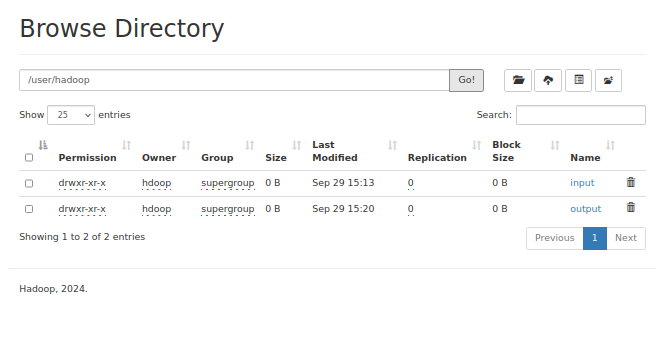 Browse Directory
/user/hadoop Go!
Show 25 entries Search:
Permission Owner Group Size Last Modified Replication Block Size Name
drwxr-xr-x hdoop supergroup 0 B Sep 29 15:13 0 0 B input
drwxr-xr-x hdoop supergroup 0 B Sep 29 15:20 0 0 B output
Showing 1 to 2 of 2 entries Previous 1 Next
Hadoop, 2024.